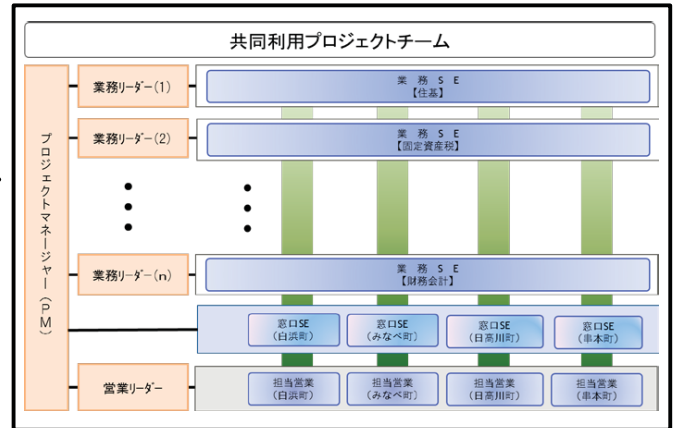 共同利用プロジェクトチーム
プロジェクトマネージャー(PM)
業務リーダー(1)
業務SE
【住基】
業務リーダー(2)
業務SE
【固定資産税】
業務リーダー(n)
業務SE
【財務会計】
窓口SE
(白浜町)
窓口SE
(みなべ町)
窓口SE
(日高川町)
窓口SE
(串本町)
営業リーダー
担当営業
(白浜町)
担当営業
(みなべ町)
担当営業
(日高川町)
担当営業
(串本町)